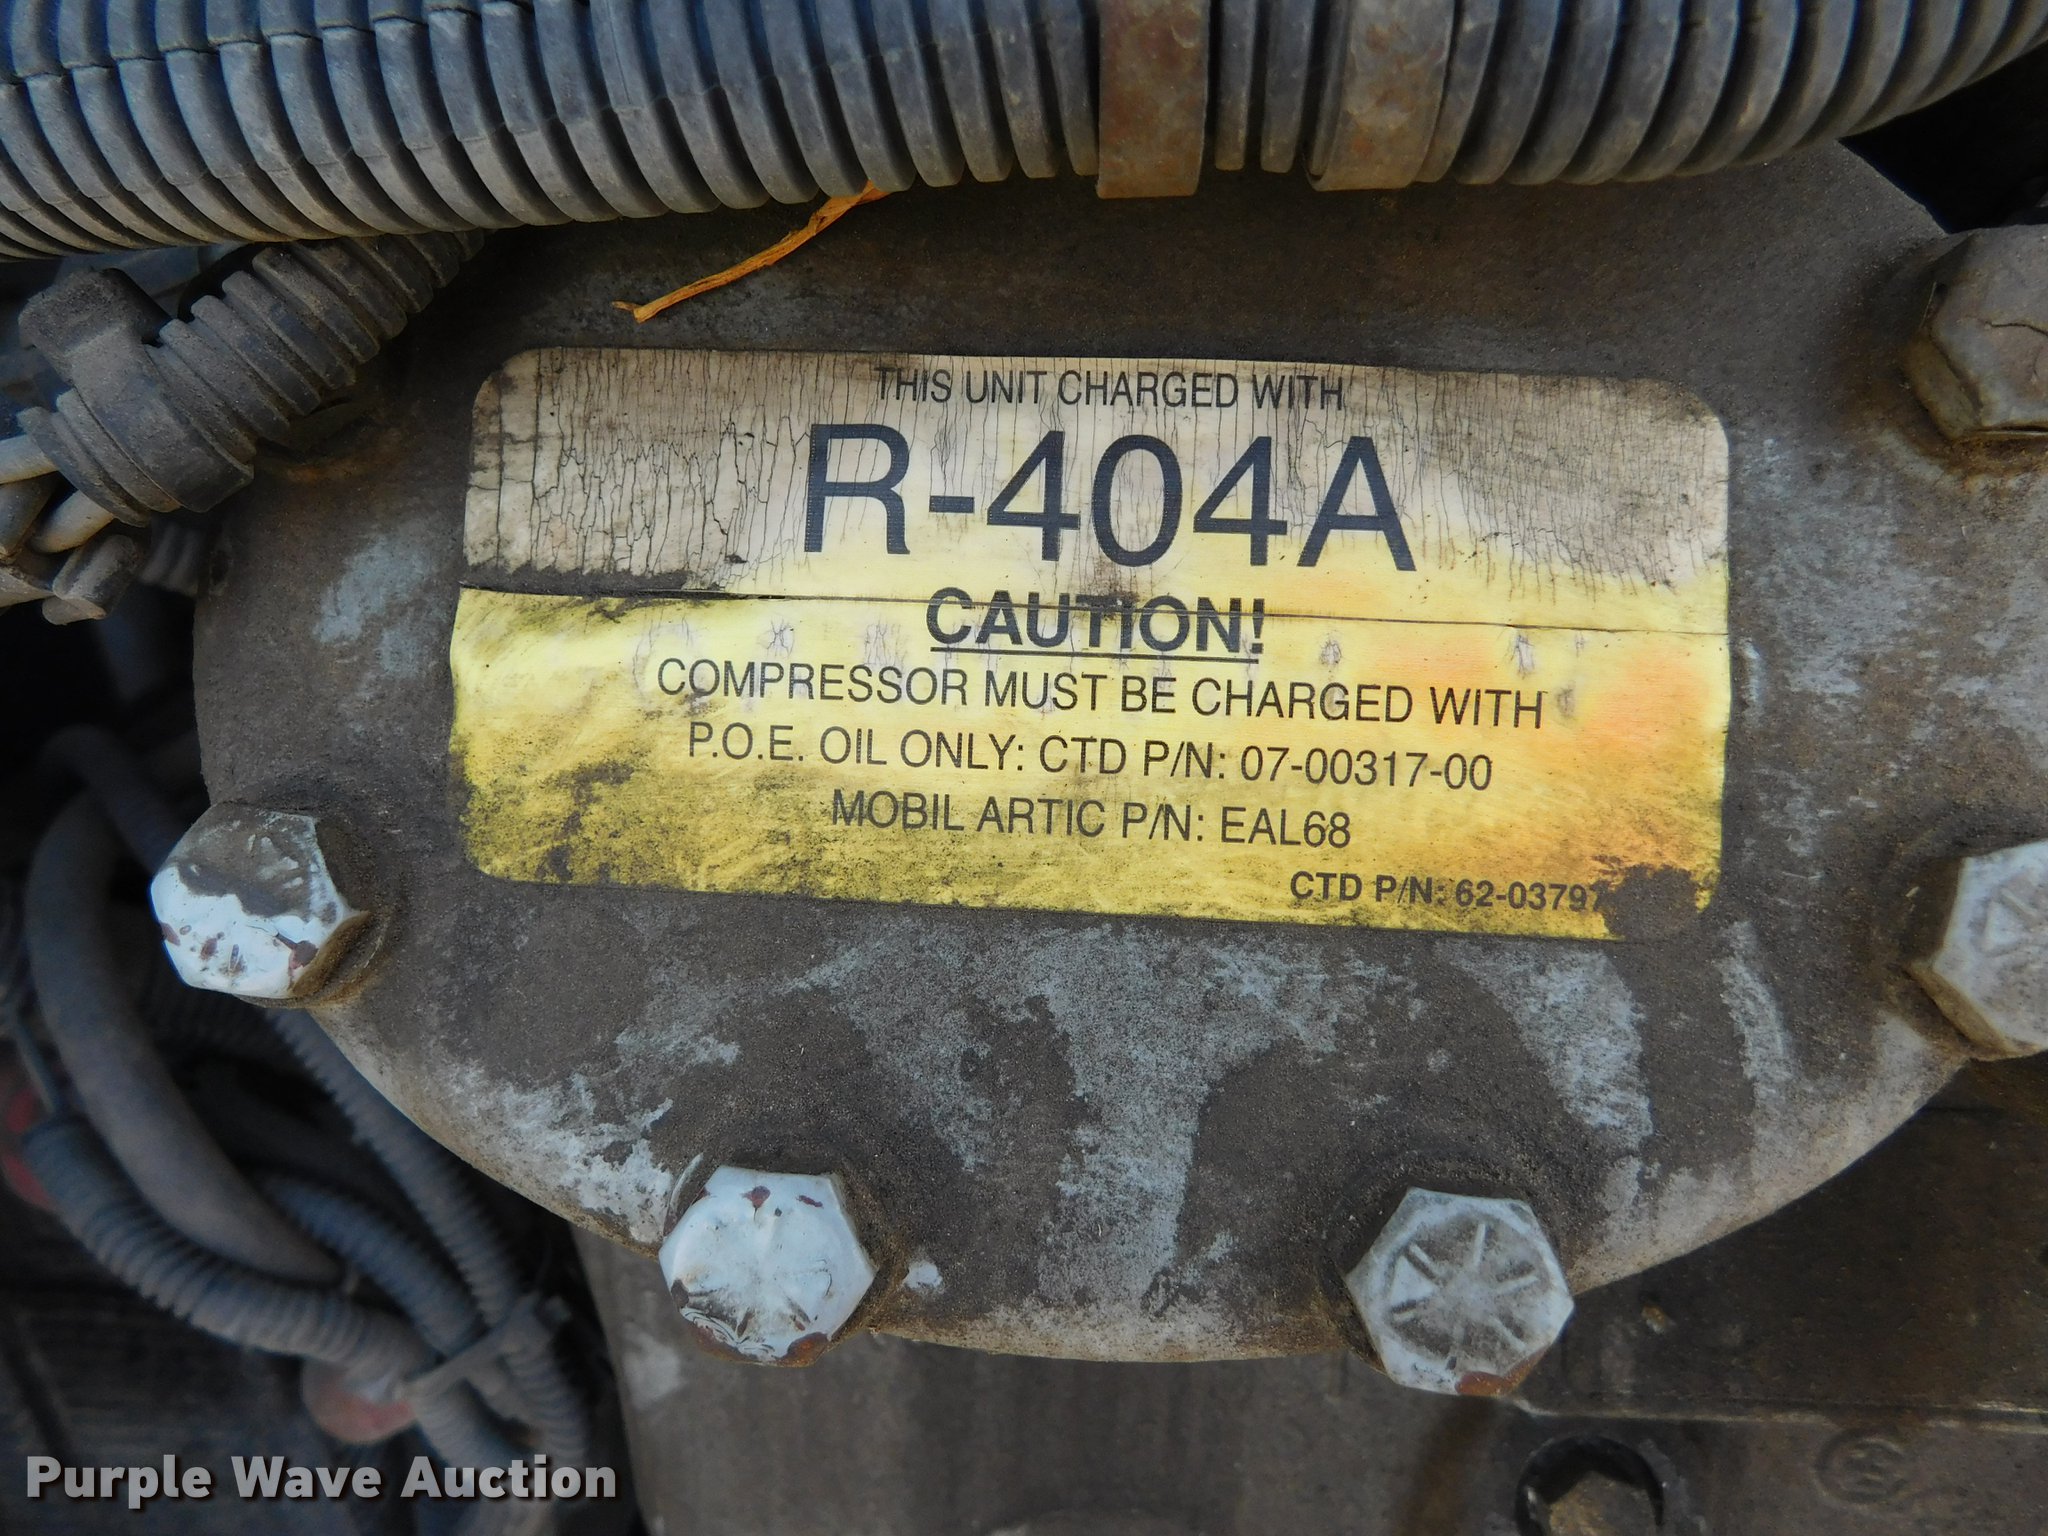 THIS UNIT CHARGED WITH
R-404A
CAUTION!
COMPRESSOR MUST BE CHARGED WITH
P.O.E. OIL ONLY: CTD P/N: 07-00317-00
MOBIL ARTIC P/N: EAL68
CTD P/N: 62-03797
Purple Wave Auction